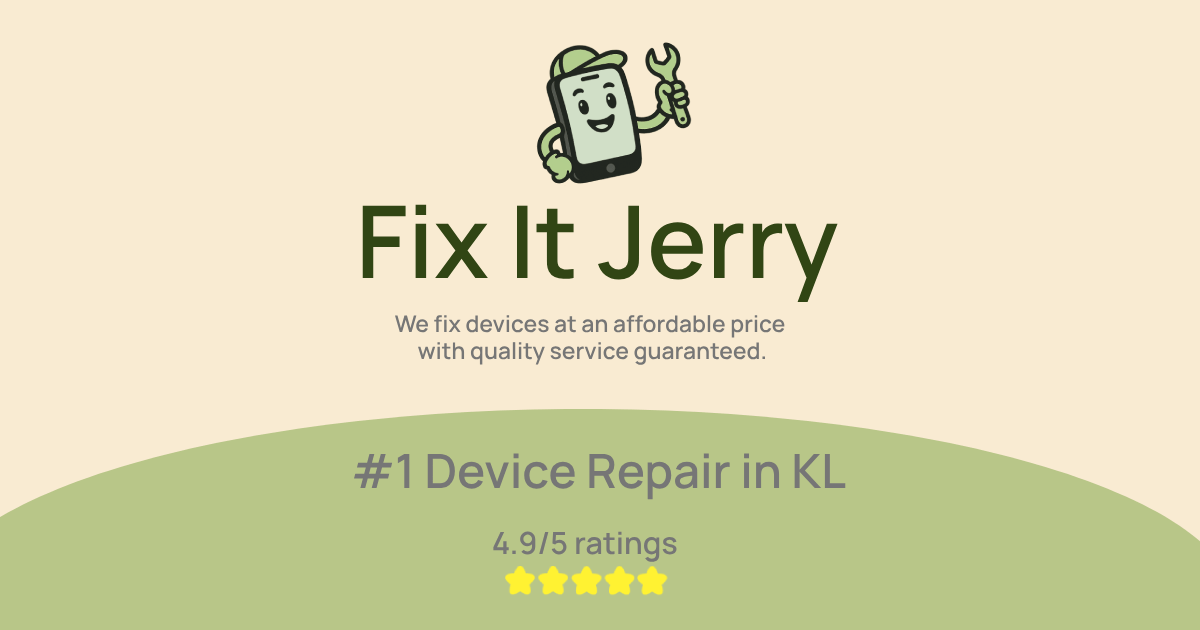 Fix It Jerry
We fix devices at an affordable price
with quality service guaranteed.
#1 Device Repair in KL
4.9/5 ratings